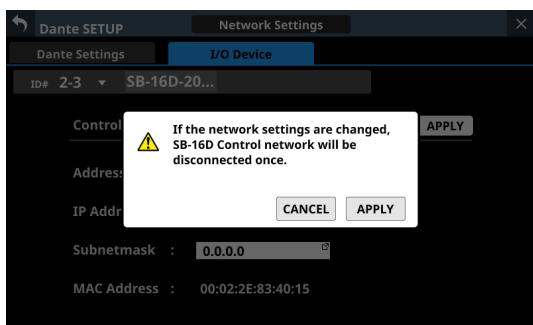 Dante SETUP
Network Settings
Dante Settings
I/O Device
ID# 2-3 SB-16D-20...
Control
APPLY
If the network settings are changed,
SB-16D Control network will be
disconnected once.
CANCEL
APPLY
Address
IP Addr
Subnetmask : 0.0.0.0
MAC Address : 00:02:2E:83:40:15